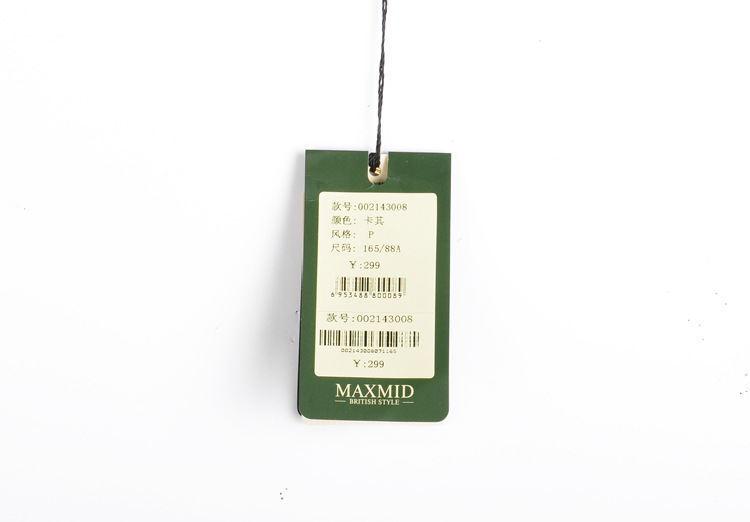 款号:002143008
颜色: 卡其
风格: P
尺码: 165/88A
¥:299
6953488800089
款号:002143008
002143008071165
¥:299
MAXMID
BRITISH STYLE